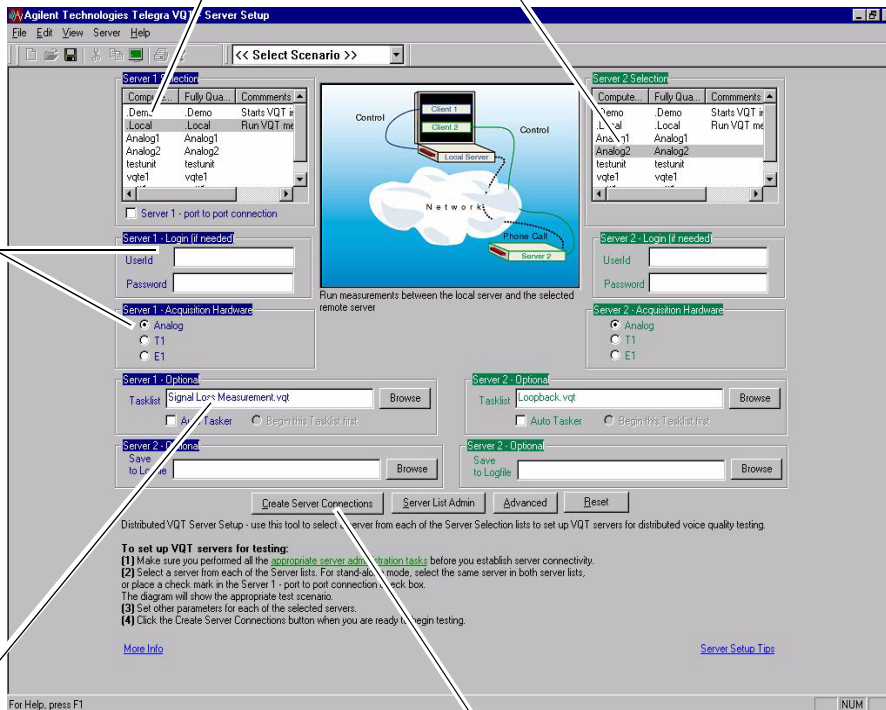 Agilent Technologies Telegra VQT - Server Setup
File Edit View Server Help
<< Select Scenario >>
Server 1 Selection
Compute... Fully Qua... Commments
.Demo .Demo Starts VQT i
.Local .Local Run VQT me
Analog1 Analog1
Analog2 Analog2
testunit testunit
vqte1 vqte1
Server 1 - port to port connection
Control
Client 1
Client 2
Control
Local Server
Network
Phone Call
Server 2
Run measurements between the local server and the selected
remote server
Server 2 Selection
Compute... Fully Qua... Commments
.Demo .Demo Starts VQT i
.Local .Local Run VQT me
Analog1 Analog1
Analog2 Analog2
testunit testunit
vqte1 vqte1
Server 1 - Login (if needed)
UserId
Password
Server 2 - Login (if needed)
UserId
Password
Server 1 - Acquisition Hardware
Analog
T1
E1
Server 2 - Acquisition Hardware
Analog
T1
E1
Server 1 - Optional
Tasklist Signal Loss Measurement.vqt Browse
Auto Tasker Begin this Tasklist first
Server 2 - Optional
Tasklist Loopback.vqt Browse
Auto Tasker Begin this Tasklist first
Server 2 - Optional
Save
to Logfile Browse
Server 2 - Optional
Save
to Logfile Browse
Create Server Connections Server List Admin Advanced Reset
Distributed VQT Server Setup - use this tool to select a server from each of the Server Selection lists to set up VQT servers for distributed voice quality testing.
To set up VQT servers for testing:
(1) Make sure you performed all the appropriate server administration tasks before you establish server connectivity.
(2) Select a server from each of the Server lists. For stand-alone mode, select the same server in both server lists,
or place a check mark in the Server 1 - port to port connection check box.
The diagram will show the appropriate test scenario.
(3) Set other parameters for each of the selected servers.
(4) Click the Create Server Connections button when you are ready to begin testing.
More Info Server Setup Tips
For Help, press F1 NUM